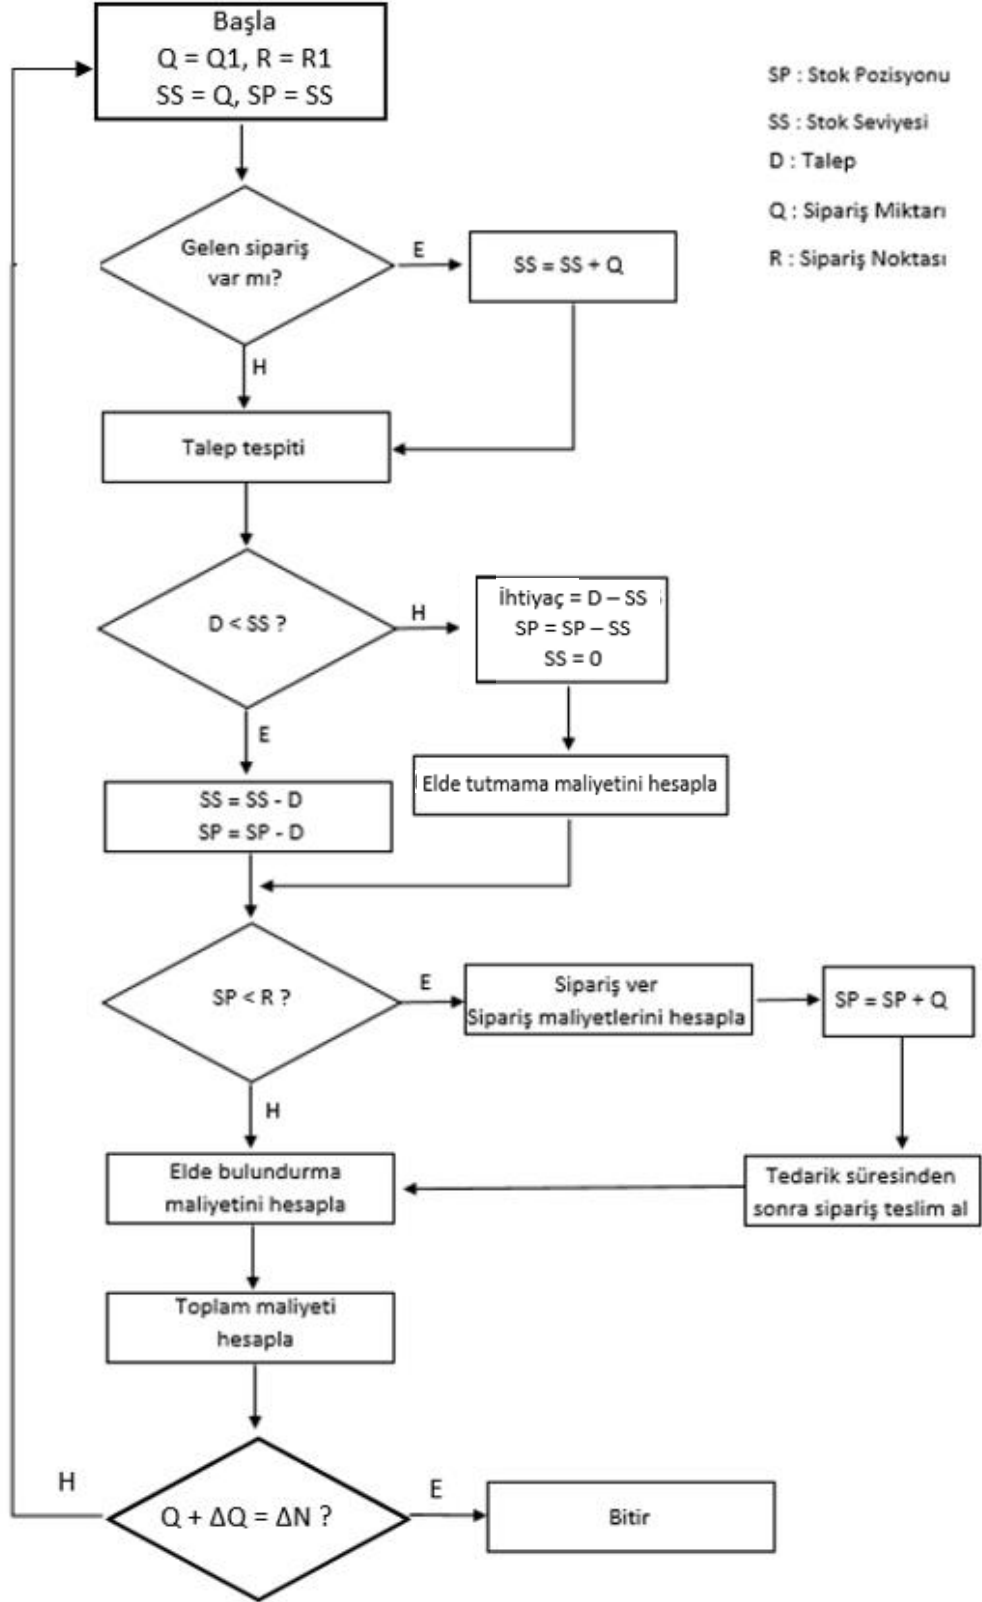 Başla
Q = Q1, R = R1
SS = Q, SP = SS
SP : Stok Pozisyonu
SS : Stok Seviyesi
D : Talep
Q : Sipariş Miktarı
R : Sipariş Noktası
Gelen sipariş
var mı?
E
SS = SS + Q
H
Talep tespiti
D < SS ?
H
İhtiyaç = D – SS
SP = SP – SS
SS = 0
E
Elde tutmama maliyetini hesapla
SS = SS - D
SP = SP - D
SP < R ?
E
Sipariş ver
Sipariş maliyetlerini hesapla
SP = SP + Q
H
Elde bulundurma
maliyetini hesapla
Tedarik süresinden
sonra sipariş teslim al
Toplam maliyeti
hesapla
H
Q + ΔQ = ΔN ?
E
Bitir